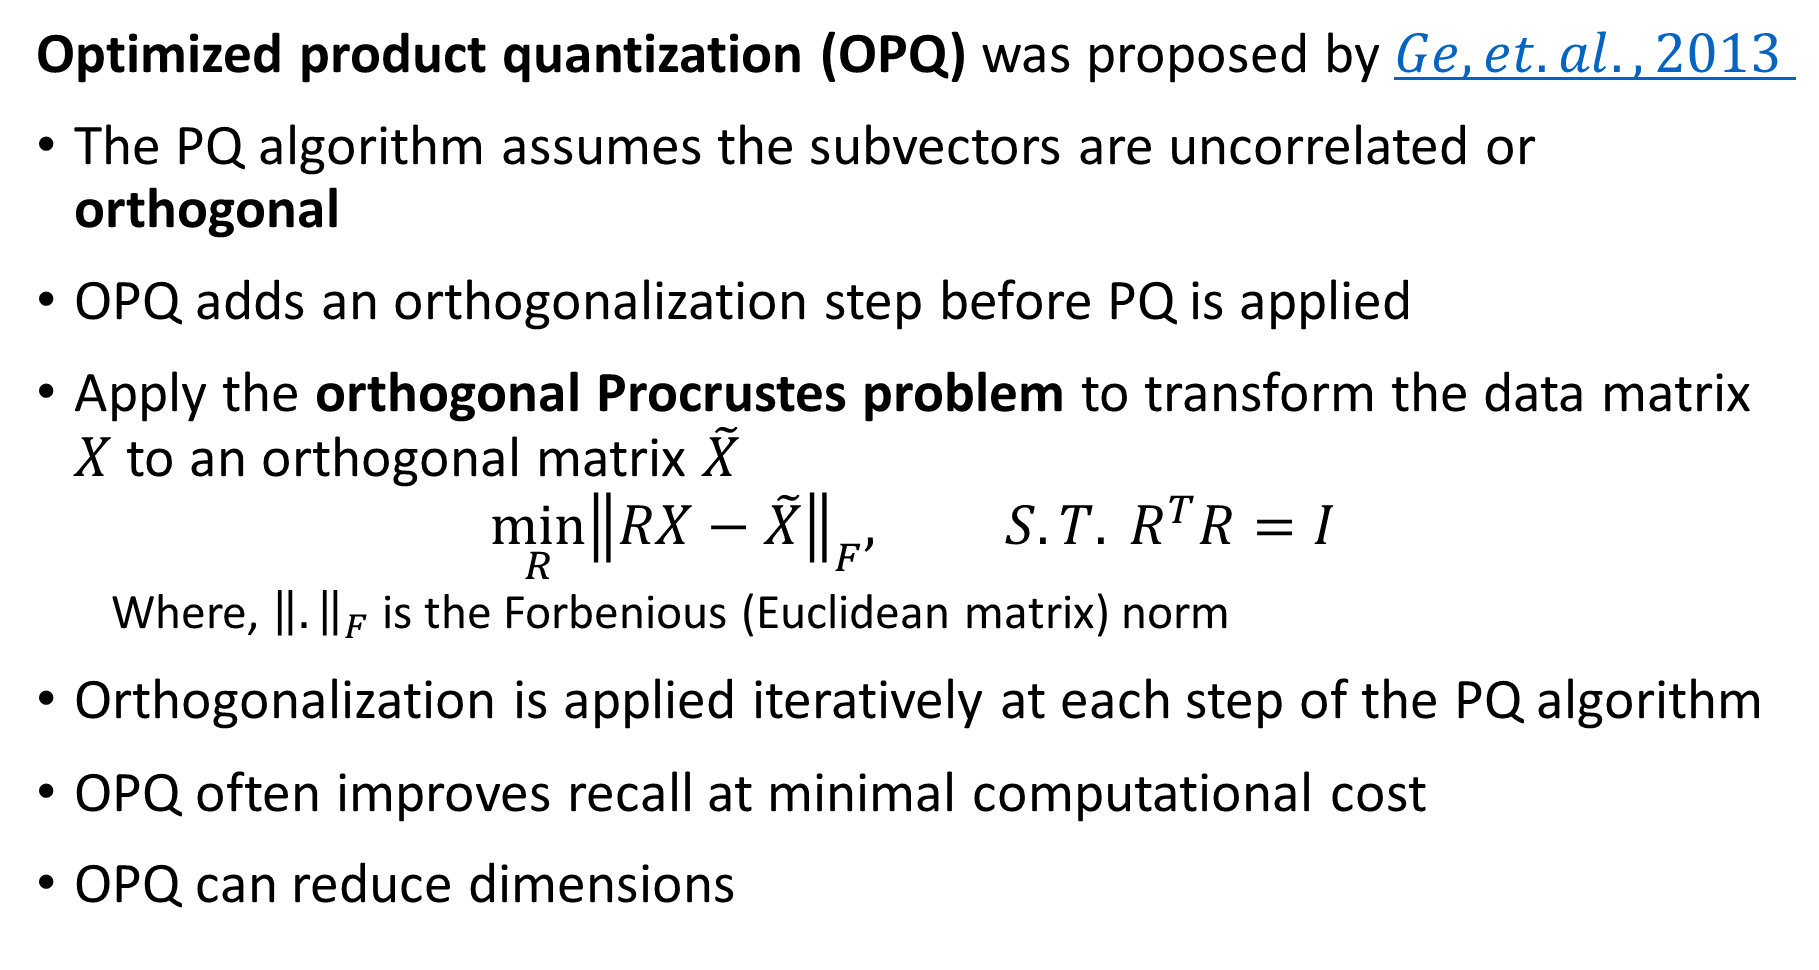 Optimized product quantization (OPQ) was proposed by Ge, et. al., 2013
• The PQ algorithm assumes the subvectors are uncorrelated or
orthogonal
• OPQ adds an orthogonalization step before PQ is applied
• Apply the orthogonal Procrustes problem to transform the data matrix
X to an orthogonal matrix X̃
min_R ‖RX − X̃‖_F, S.T. RᵀR = I
Where, ‖.‖_F is the Forbenious (Euclidean matrix) norm
• Orthogonalization is applied iteratively at each step of the PQ algorithm
• OPQ often improves recall at minimal computational cost
• OPQ can reduce dimensions